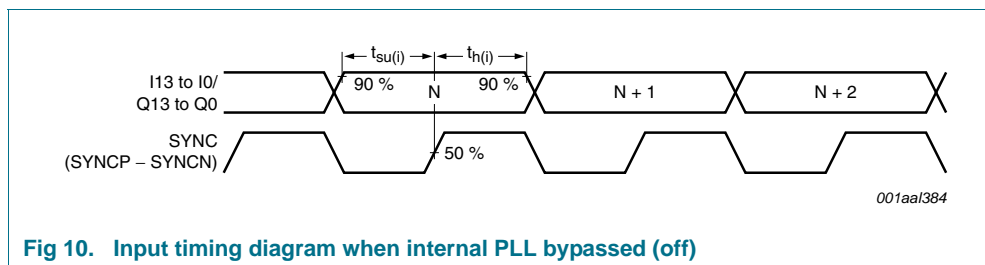 t_su(i) t_h(i)
I13 to I0/
Q13 to Q0
90 % N 90 % N + 1 N + 2
SYNC
(SYNCP – SYNCN)
50 %
001aal384
Fig 10. Input timing diagram when internal PLL bypassed (off)